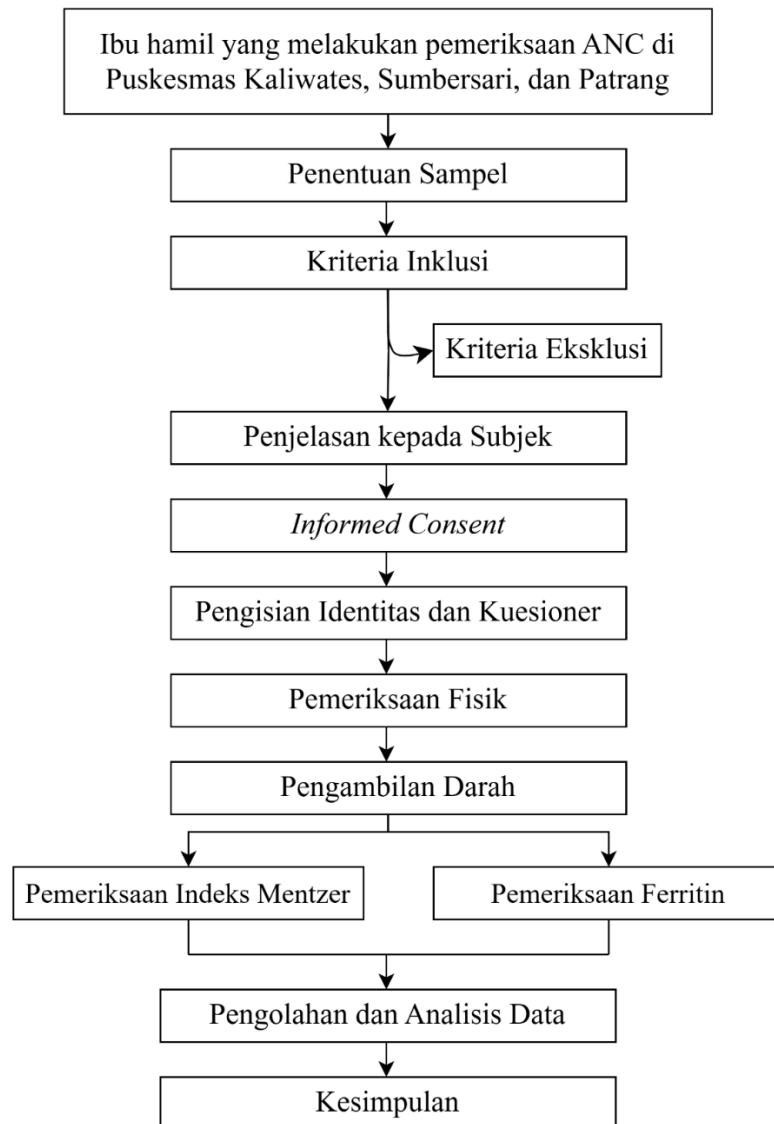 Ibu hamil yang melakukan pemeriksaan ANC di
Puskesmas Kaliwates, Sumbersari, dan Patrang
Penentuan Sampel
Kriteria Inklusi
Kriteria Eksklusi
Penjelasan kepada Subjek
Informed Consent
Pengisian Identitas dan Kuesioner
Pemeriksaan Fisik
Pengambilan Darah
Pemeriksaan Indeks Mentzer
Pemeriksaan Ferritin
Pengolahan dan Analisis Data
Kesimpulan